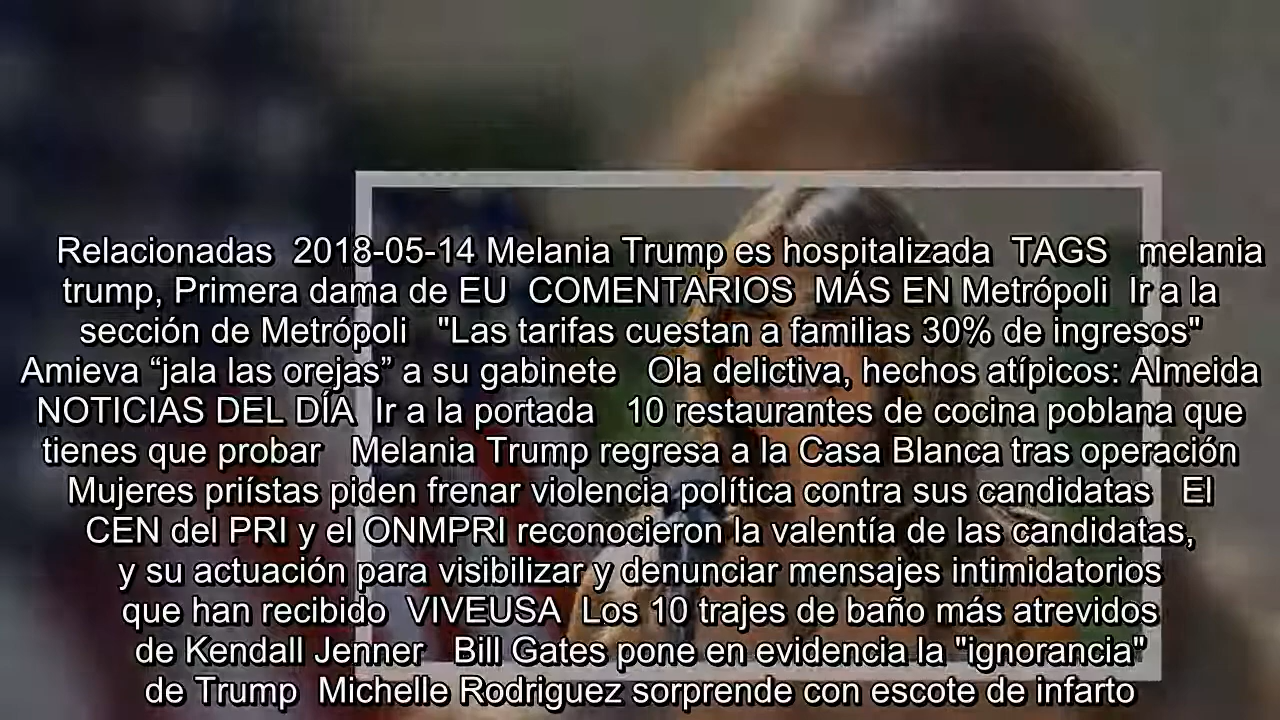 Relacionadas 2018-05-14 Melania Trump es hospitalizada TAGS melania
trump, Primera dama de EU COMENTARIOS MÁS EN Metrópoli Ir a la
sección de Metrópoli "Las tarifas cuestan a familias 30% de ingresos"
Amieva “jala las orejas” a su gabinete Ola delictiva, hechos atípicos: Almeida
NOTICIAS DEL DÍA Ir a la portada 10 restaurantes de cocina poblana que
tienes que probar Melania Trump regresa a la Casa Blanca tras operación
Mujeres priístas piden frenar violencia política contra sus candidatas El
CEN del PRI y el ONMPRI reconocieron la valentía de las candidatas,
y su actuación para visibilizar y denunciar mensajes intimidatorios
que han recibido VIVEUSA Los 10 trajes de baño más atrevidos
de Kendall Jenner Bill Gates pone en evidencia la "ignorancia"
de Trump Michelle Rodriguez sorprende con escote de infarto